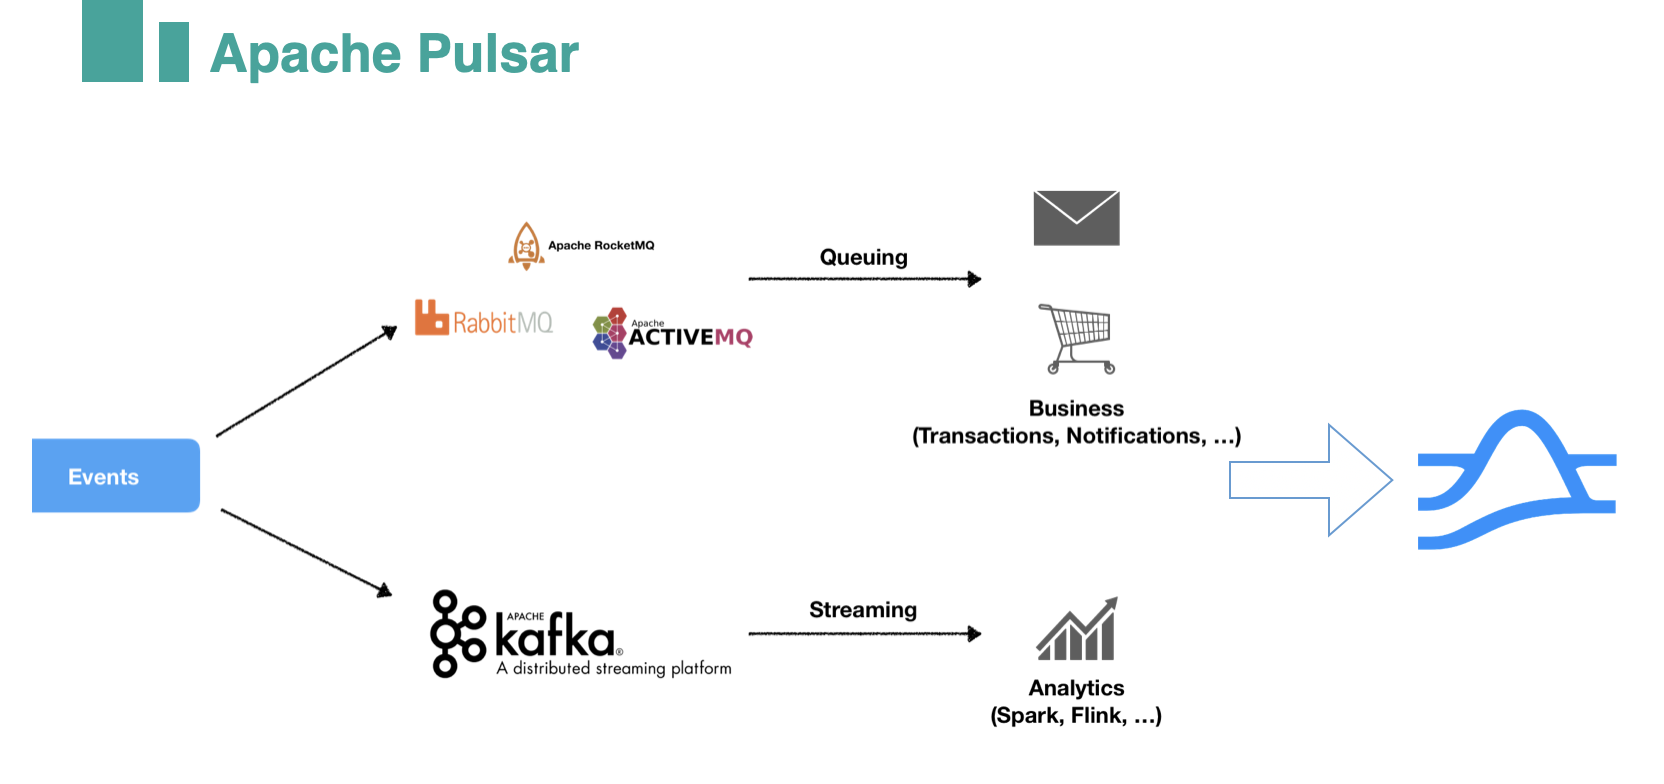 Apache Pulsar
Apache RocketMQ
Queuing
RabbitMQ
Apache
ACTIVEMQ
Business
(Transactions, Notifications, ...)
Events
Streaming
APACHE
kafka®
A distributed streaming platform
Analytics
(Spark, Flink, ...)